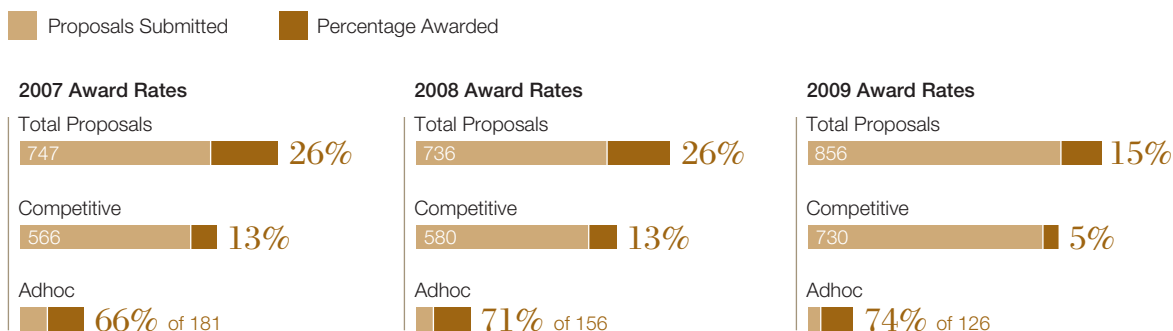 Proposals Submitted Percentage Awarded
2007 Award Rates
Total Proposals
747 26%
Competitive
566 13%
Adhoc
66% of 181
2008 Award Rates
Total Proposals
736 26%
Competitive
580 13%
Adhoc
71% of 156
2009 Award Rates
Total Proposals
856 15%
Competitive
730 5%
Adhoc
74% of 126